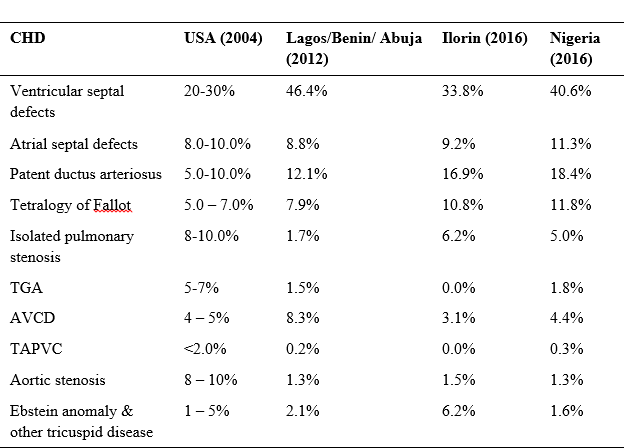 CHD USA (2004) Lagos/Benin/ Abuja Ilorin (2016) Nigeria
(2012) (2016)
Ventricular septal 20-30% 46.4% 33.8% 40.6%
defects
Atrial septal defects 8.0-10.0% 8.8% 9.2% 11.3%
Patent ductus arteriosus 5.0-10.0% 12.1% 16.9% 18.4%
Tetralogy of Fallot 5.0 – 7.0% 7.9% 10.8% 11.8%
Isolated pulmonary 8-10.0% 1.7% 6.2% 5.0%
stenosis
TGA 5-7% 1.5% 0.0% 1.8%
AVCD 4 – 5% 8.3% 3.1% 4.4%
TAPVC <2.0% 0.2% 0.0% 0.3%
Aortic stenosis 8 – 10% 1.3% 1.5% 1.3%
Ebstein anomaly & 1 – 5% 2.1% 6.2% 1.6%
other tricuspid disease